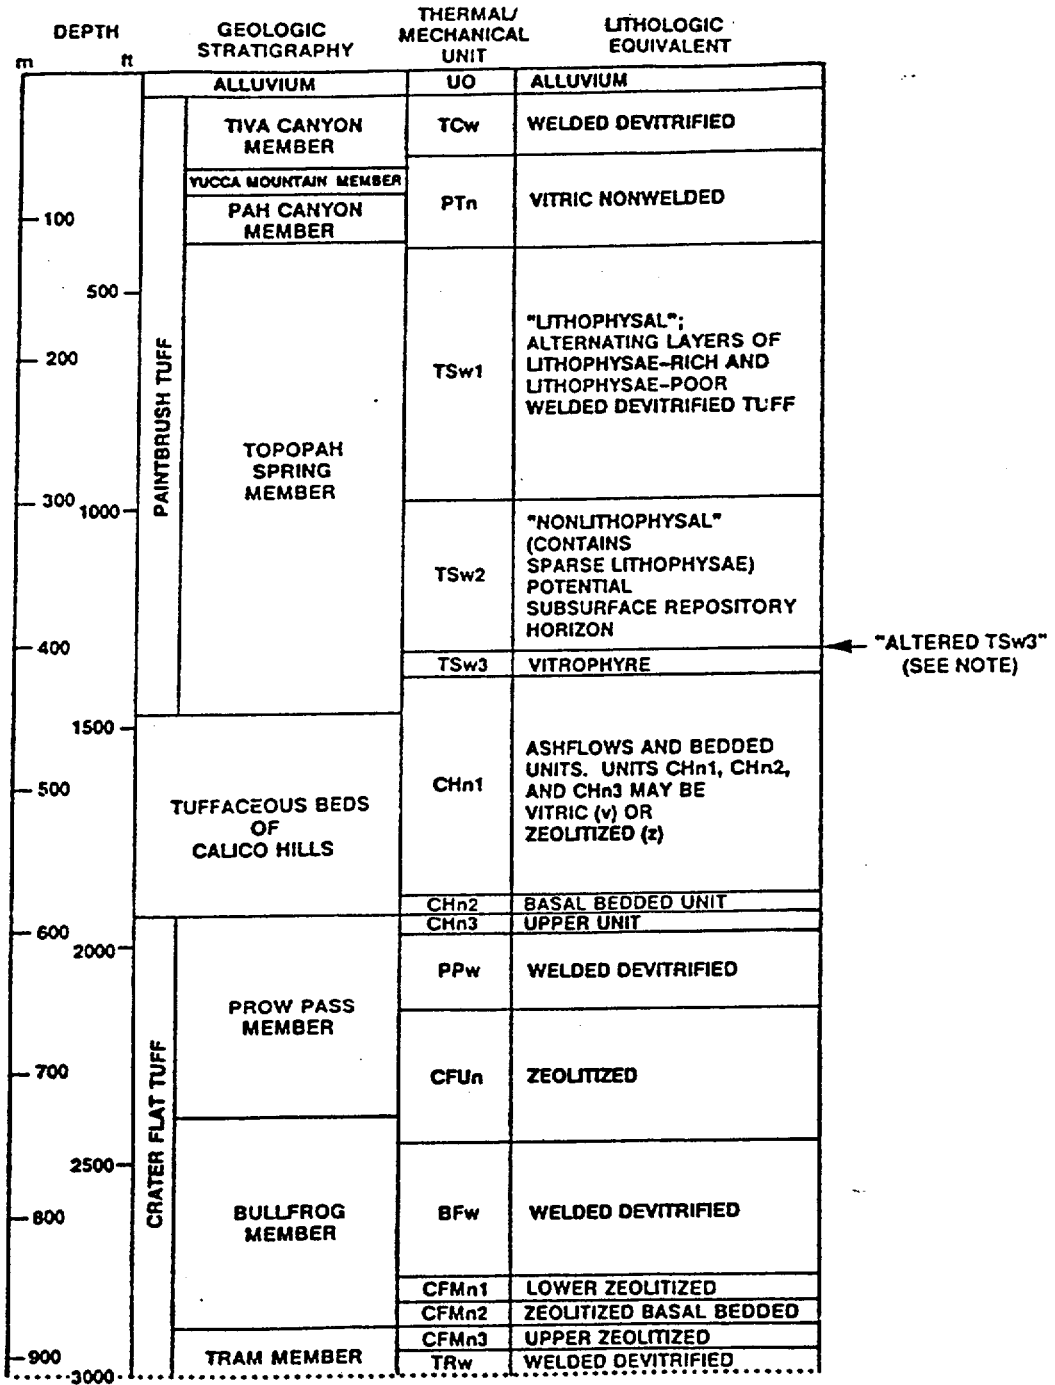 DEPTH
m ft
GEOLOGIC
STRATIGRAPHY
THERMAL/
MECHANICAL
UNIT
LITHOLOGIC
EQUIVALENT
ALLUVIUM UO ALLUVIUM
TIVA CANYON
MEMBER
TCw WELDED DEVITRIFIED
YUCCA MOUNTAIN MEMBER
PAH CANYON
MEMBER
PTn VITRIC NONWELDED
100
500
200
300
1000
400
1500
500
600
2000
700
2500
800
900
3000
PAINTBRUSH TUFF
TOPOPAH
SPRING
MEMBER
TSw1
"LITHOPHYSAL";
ALTERNATING LAYERS OF
LITHOPHYSAE-RICH AND
LITHOPHYSAE-POOR
WELDED DEVITRIFIED TUFF
TSw2
"NONLITHOPHYSAL"
(CONTAINS
SPARSE LITHOPHYSAE)
POTENTIAL
SUBSURFACE REPOSITORY
HORIZON
"ALTERED TSw3"
(SEE NOTE)
TSw3 VITROPHYRE
TUFFACEOUS BEDS
OF
CALICO HILLS
CHn1
ASHFLOWS AND BEDDED
UNITS. UNITS CHn1, CHn2,
AND CHn3 MAY BE
VITRIC (v) OR
ZEOLITIZED (z)
CHn2 BASAL BEDDED UNIT
CHn3 UPPER UNIT
CRATER FLAT TUFF
PROW PASS
MEMBER
PPw WELDED DEVITRIFIED
CFUn ZEOLITIZED
BULLFROG
MEMBER
BFw WELDED DEVITRIFIED
CFMn1 LOWER ZEOLITIZED
CFMn2 ZEOLITIZED BASAL BEDDED
CFMn3 UPPER ZEOLITIZED
TRAM MEMBER
TRw WELDED DEVITRIFIED